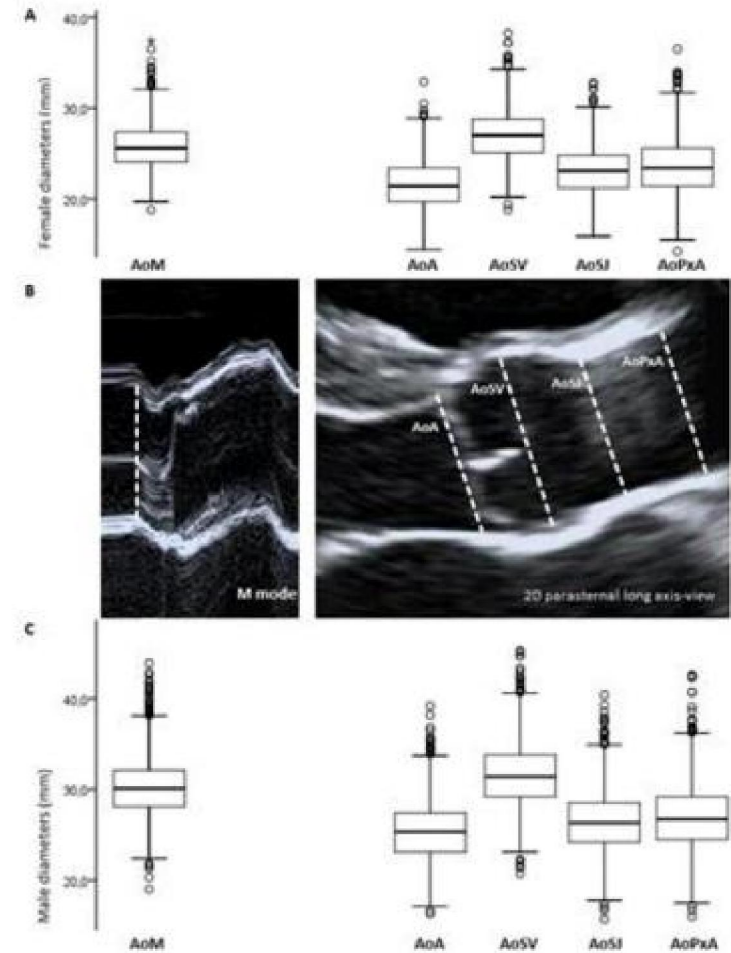 A
40,0
30,0
20,0
Female diameters (mm)
AoM
AoA
AoSV
AoSJ
AoPxA
B
AoA
AoSV
AoSJ
AoPxA
M mode
2D parasternal long axis-view
C
40,0
30,0
20,0
Male diameters (mm)
AoM
AoA
AoSV
AoSJ
AoPxA